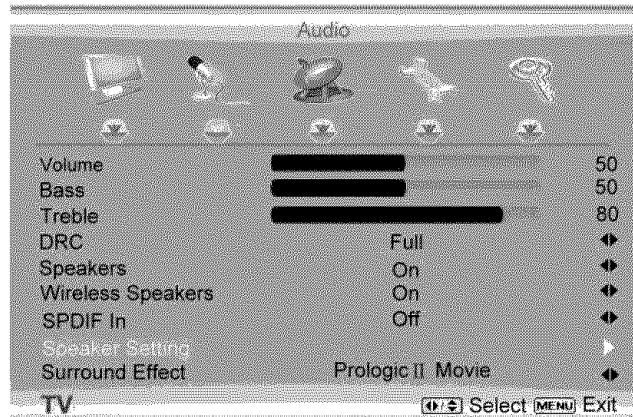 Audio
Volume 50
Bass 50
Treble 80
DRC Full
Speakers On
Wireless Speakers On
SPDIF In Off
Speaker Setting
Surround Effect Prologic II Movie
TV Select MENU Exit